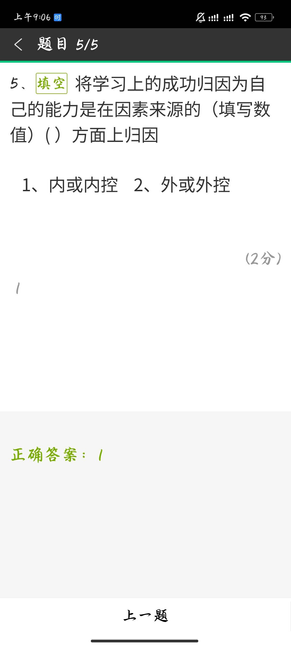 上午9:06
93
题目 5/5
5、填空 将学习上的成功归因为自
己的能力是在因素来源的（填写数
值）( ）方面上归因
1、内或内控 2、外或外控
（2分）
1
正确答案：1
上一题